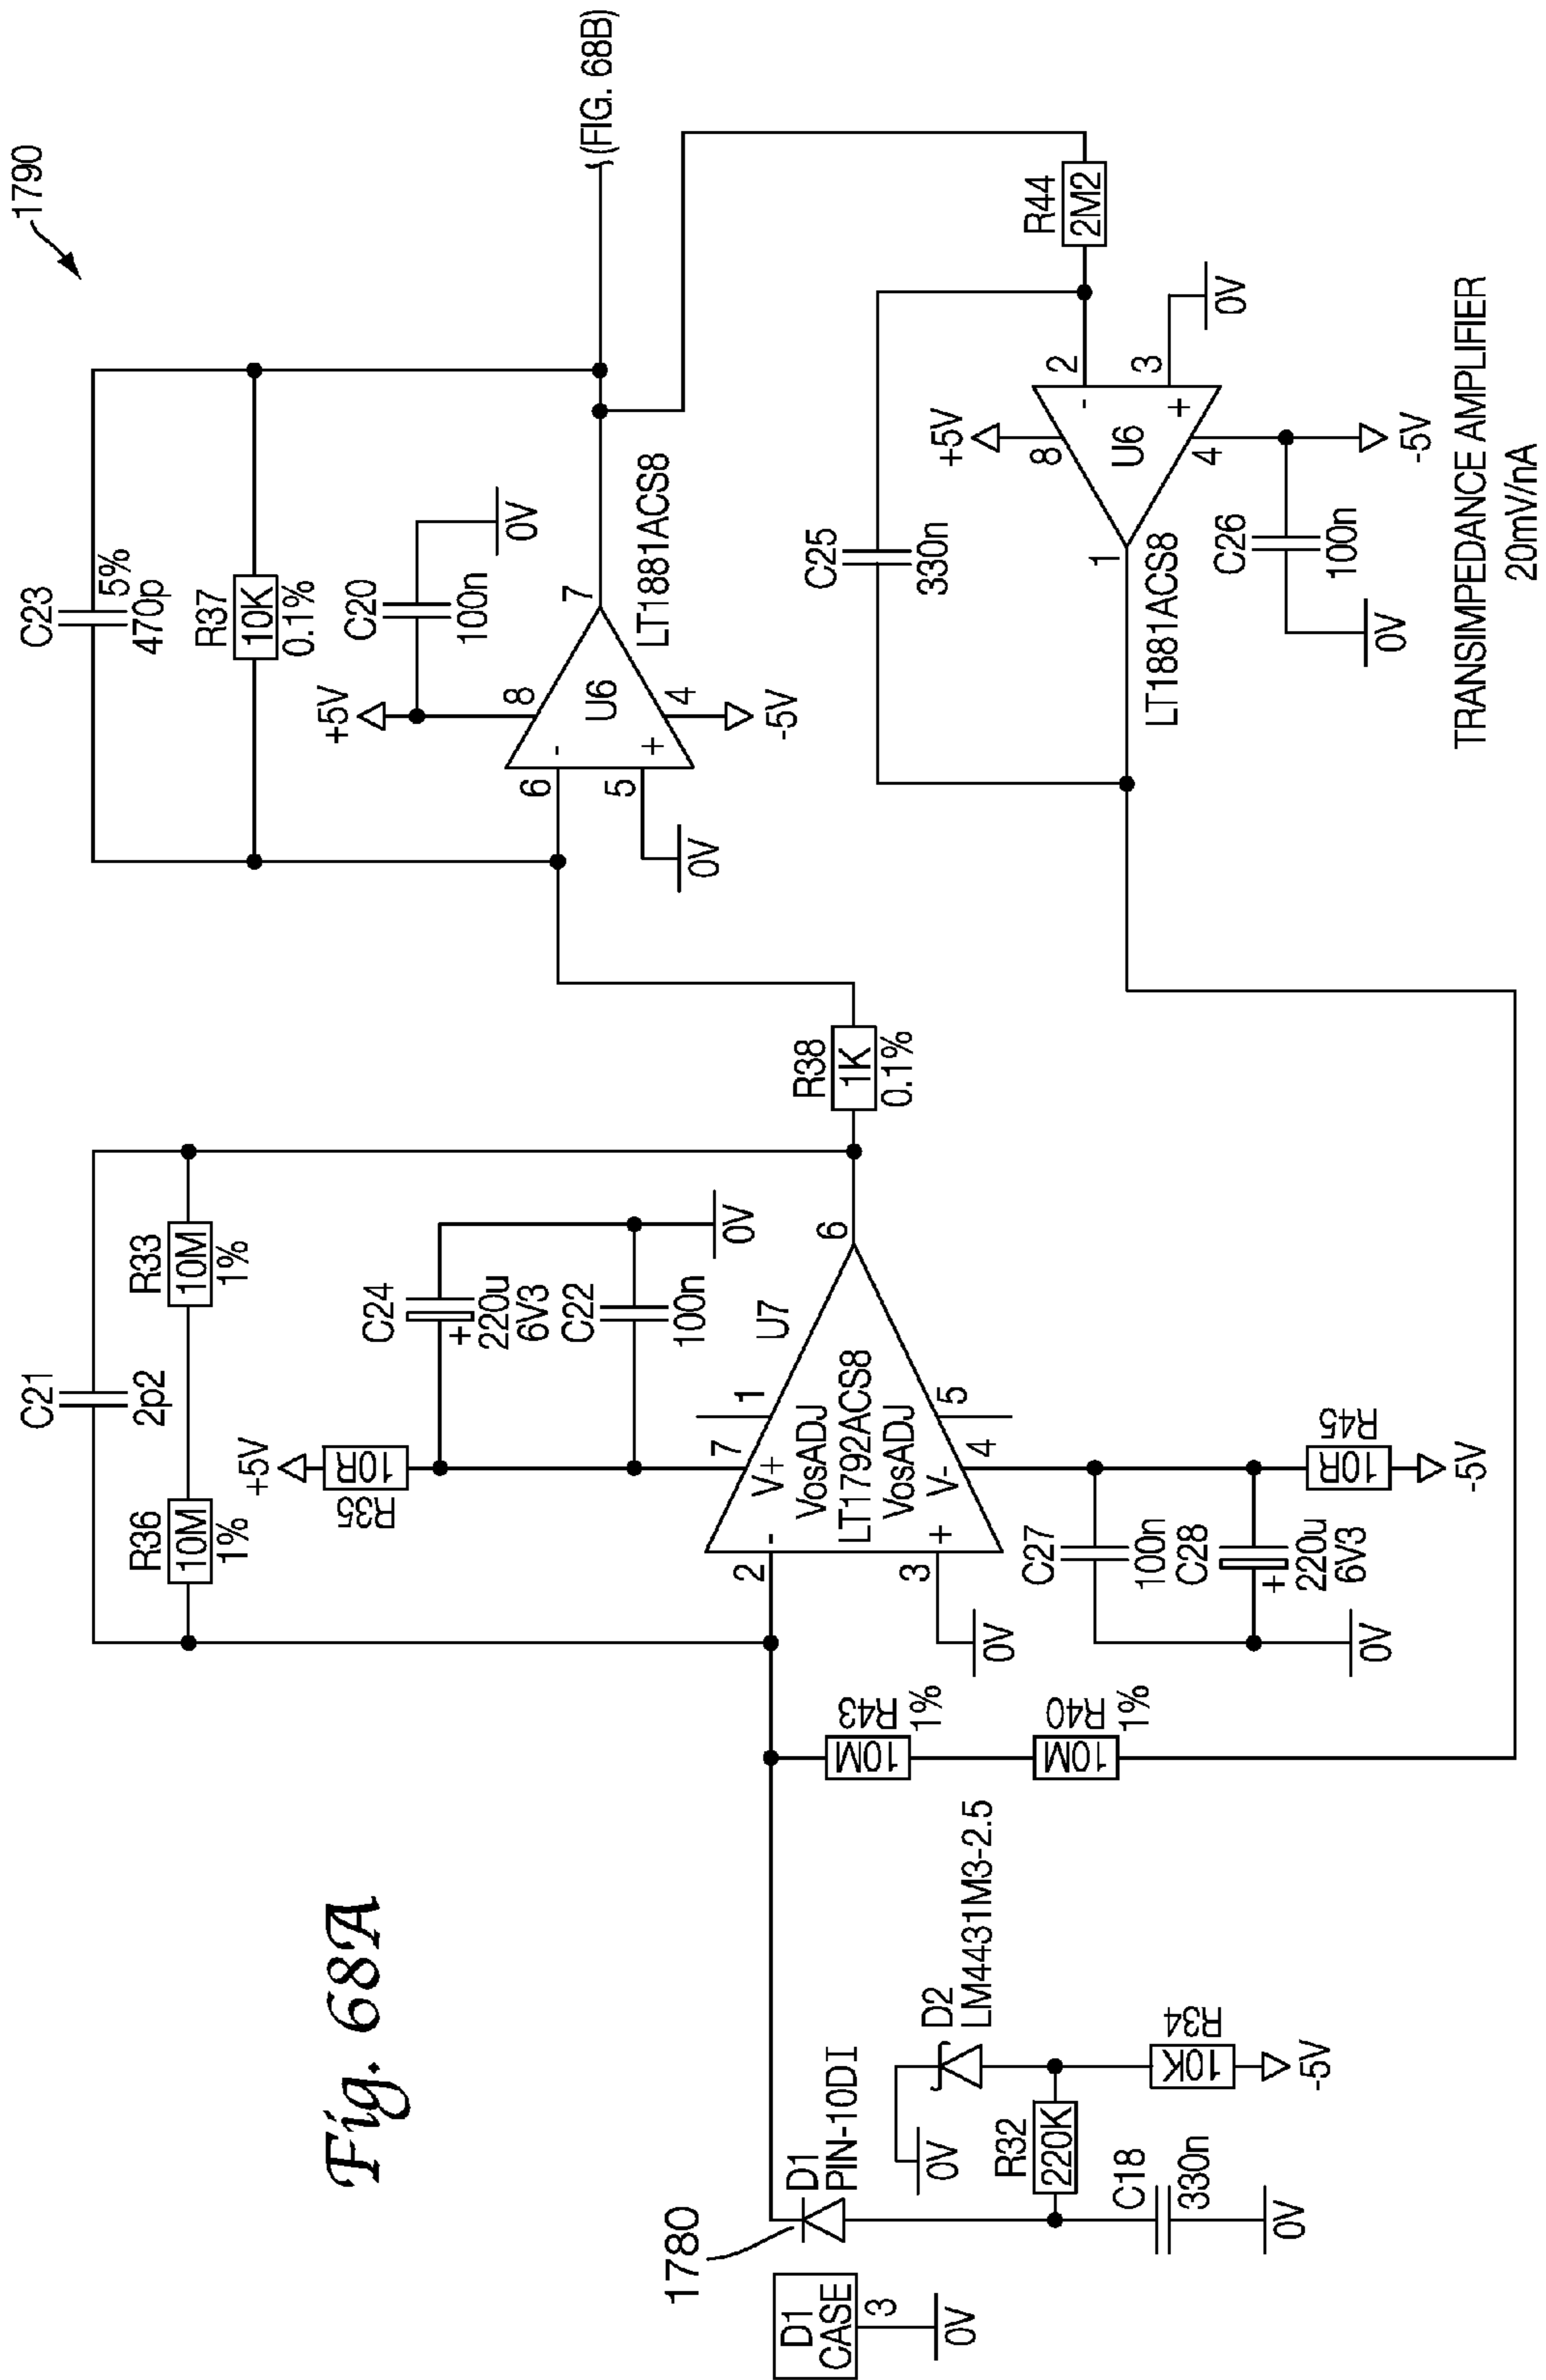 1790
C23
5%
470p
R37
10K
0.1%
C20
100n
0V
+5V
8
6
-
U6
7
5
+
4
0V
-5V
LT1881ACS8
(FIG. 68B)
C21
2p2
R36
10M
1%
R33
10M
1%
+5V
R35
10R
C24
+
220u
6V3
C22
100n
0V
U7
7
1
2
-
V+
VosADJ
LT1792ACS8
VosADJ
V-
3
+
6
4
5
0V
R38
1K
0.1%
R44
2M2
C25
330n
+5V
8
2
-
U6
1
3
+
4
0V
LT1881ACS8
C26
100n
0V
-5V
C27
100n
C28
+
220u
6V3
0V
R45
10R
-5V
R43
10M
1%
R40
10M
1%
Fig. 68A
1780
D1
PIN-10DI
D1
CASE
3
0V
D2
LM4431M3-2.5
0V
R32
220K
R34
10K
-5V
C18
330n
0V
TRANSIMPEDANCE AMPLIFIER
20mV/nA